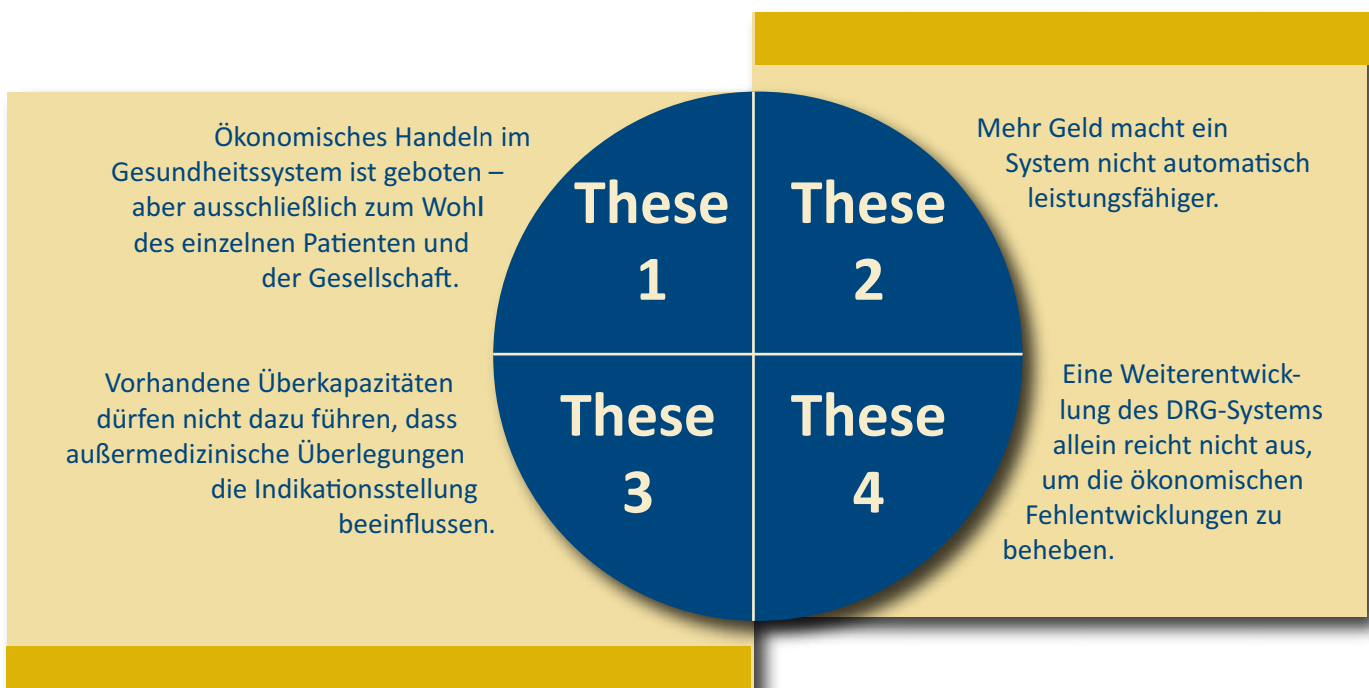 Ökonomisches Handeln im
Gesundheitssystem ist geboten –
aber ausschließlich zum Wohl
des einzelnen Patienten und
der Gesellschaft.
These
1
These
2
Mehr Geld macht ein
System nicht automatisch
leistungsfähiger.
Vorhandene Überkapazitäten
dürfen nicht dazu führen, dass
außermedizinische Überlegungen
die Indikationsstellung
beeinflussen.
These
3
These
4
Eine Weiterentwick-
lung des DRG-Systems
allein reicht nicht aus,
um die ökonomischen
Fehlentwicklungen zu
beheben.